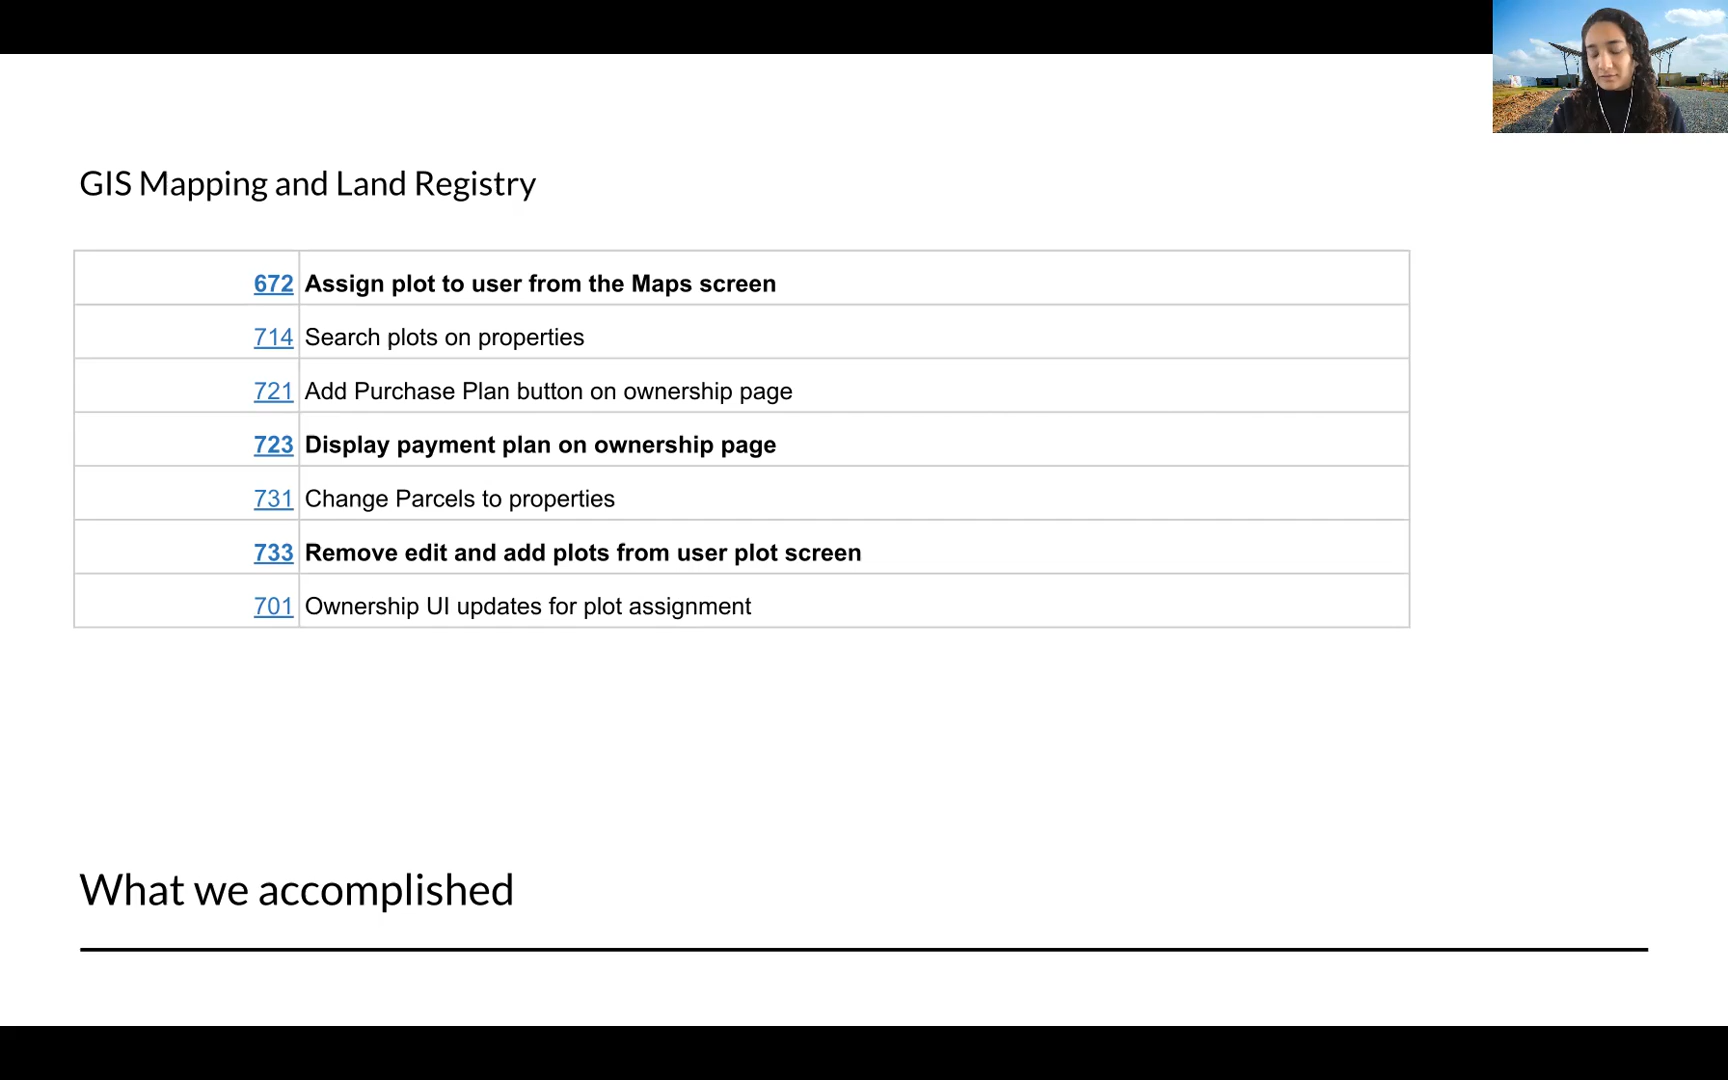 GIS Mapping and Land Registry
672 Assign plot to user from the Maps screen
714 Search plots on properties
721 Add Purchase Plan button on ownership page
723 Display payment plan on ownership page
731 Change Parcels to properties
733 Remove edit and add plots from user plot screen
701 Ownership UI updates for plot assignment
What we accomplished